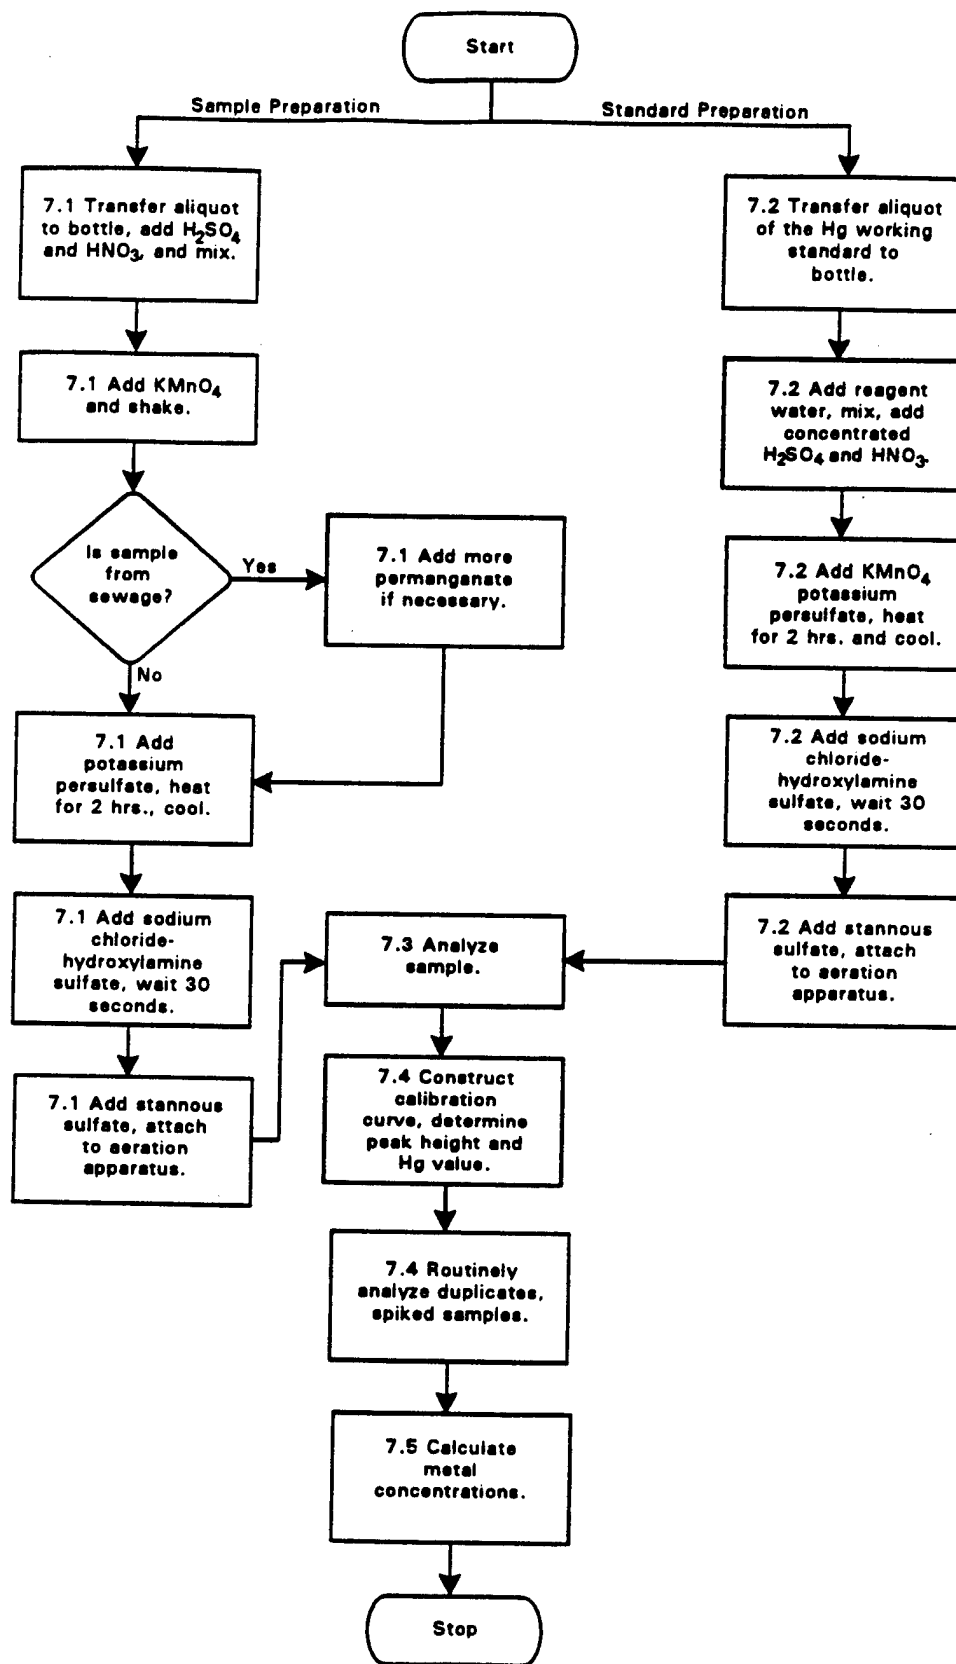 Start
Sample Preparation
Standard Preparation
7.1 Transfer aliquot
to bottle, add H₂SO₄
and HNO₃, and mix.
7.1 Add KMnO₄
and shake.
Is sample
from
sewage?
Yes
No
7.1 Add more
permanganate
if necessary.
7.1 Add
potassium
persulfate, heat
for 2 hrs., cool.
7.1 Add sodium
chloride-
hydroxylamine
sulfate, wait 30
seconds.
7.1 Add stannous
sulfate, attach
to aeration
apparatus.
7.2 Transfer aliquot
of the Hg working
standard to
bottle.
7.2 Add reagent
water, mix, add
concentrated
H₂SO₄ and HNO₃.
7.2 Add KMnO₄
potassium
persulfate, heat
for 2 hrs. and cool.
7.2 Add sodium
chloride-
hydroxylamine
sulfate, wait 30
seconds.
7.2 Add stannous
sulfate, attach
to aeration
apparatus.
7.3 Analyze
sample.
7.4 Construct
calibration
curve, determine
peak height and
Hg value.
7.4 Routinely
analyze duplicates,
spiked samples.
7.5 Calculate
metal
concentrations.
Stop